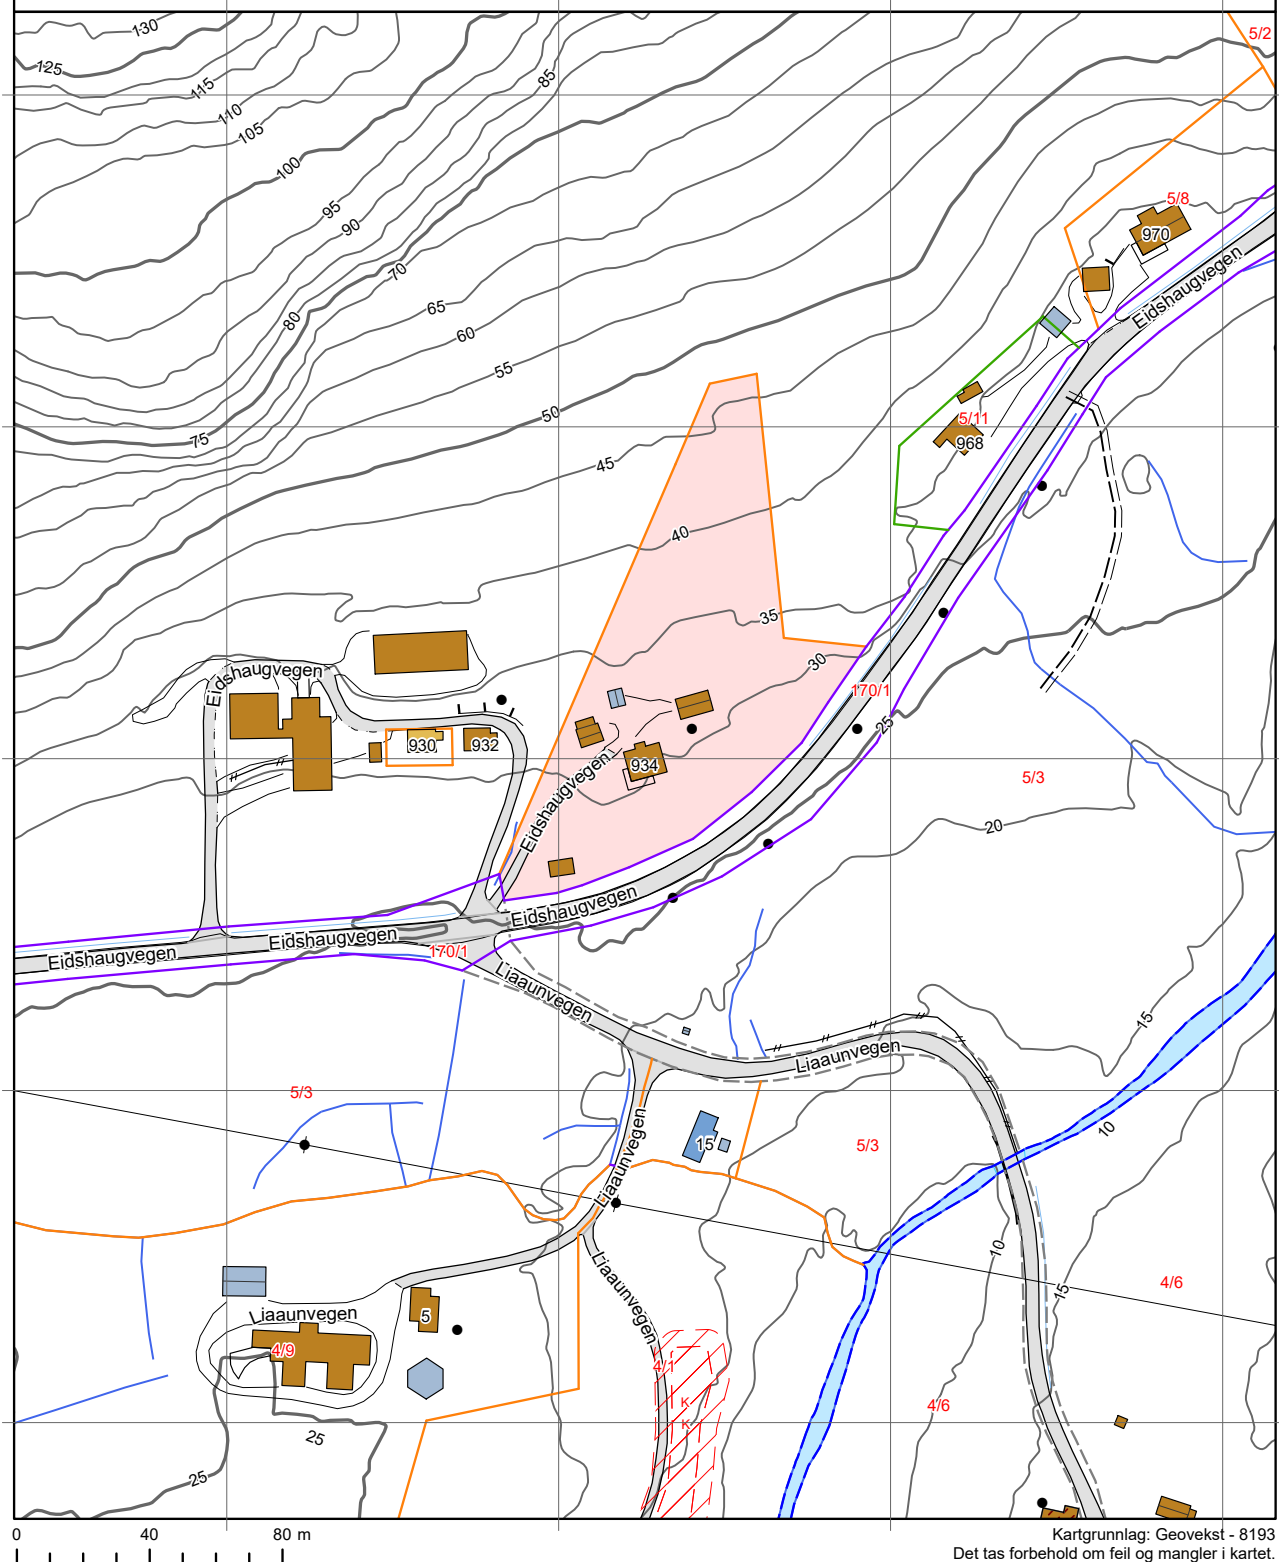 130
5/2
125
115
85
110
105
100
95
90
5/8
970
70
65
80
60
Eidshaugvegen
55
50
5/11
75
968
45
40
35
30
Eidshaugvegen
170/1
25
930
932
934
5/3
Eidshaugvegen
20
Eidshaugvegen
Eidshaugvegen
Eidshaugvegen
170/1
Liaaunvegen
15
Liaaunvegen
5/3
10
Liaaunvegen
15
5/3
10
4/6
15
Liaaunvegen
Liaaunvegen
5
4/9
4/1
K
K
4/6
25
25
0 40 80 m
Kartgrunnlag: Geovekst - 8193
Det tas forbehold om feil og mangler i kartet.